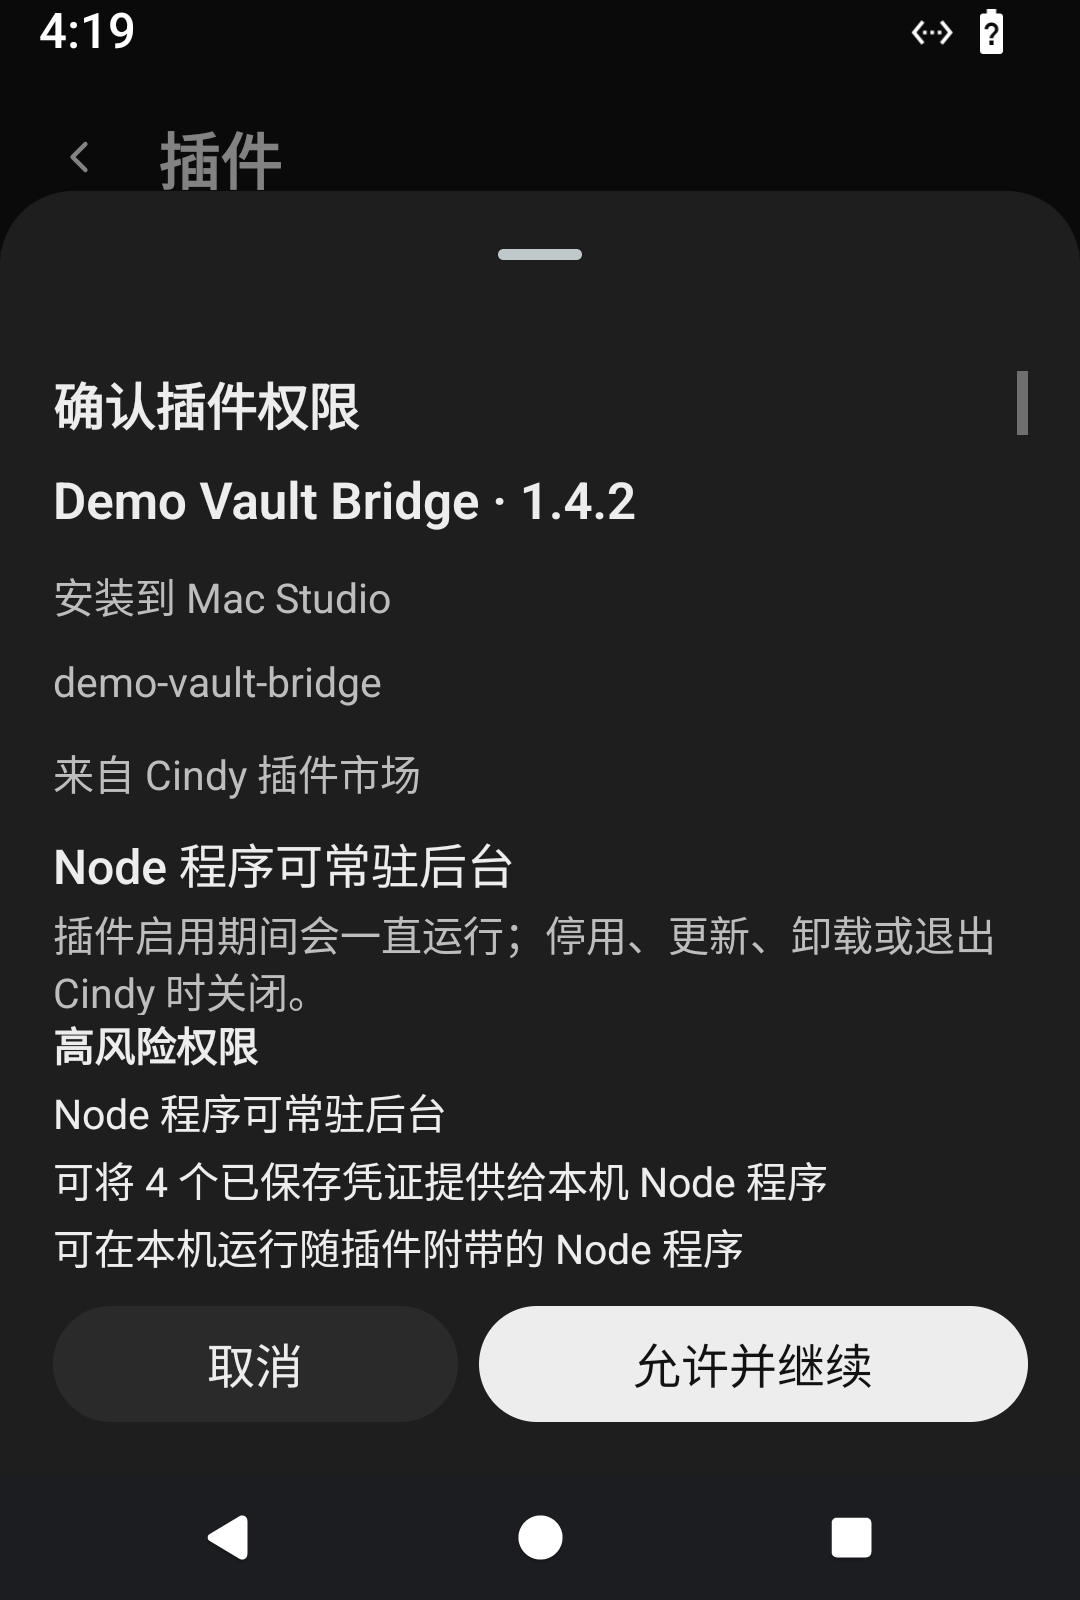 4:19
插件
确认插件权限
Demo Vault Bridge · 1.4.2
安装到 Mac Studio
demo-vault-bridge
来自 Cindy 插件市场
Node 程序可常驻后台
插件启用期间会一直运行；停用、更新、卸载或退出
Cindy 时关闭。
高风险权限
Node 程序可常驻后台
可将 4 个已保存凭证提供给本机 Node 程序
可在本机运行随插件附带的 Node 程序
取消
允许并继续